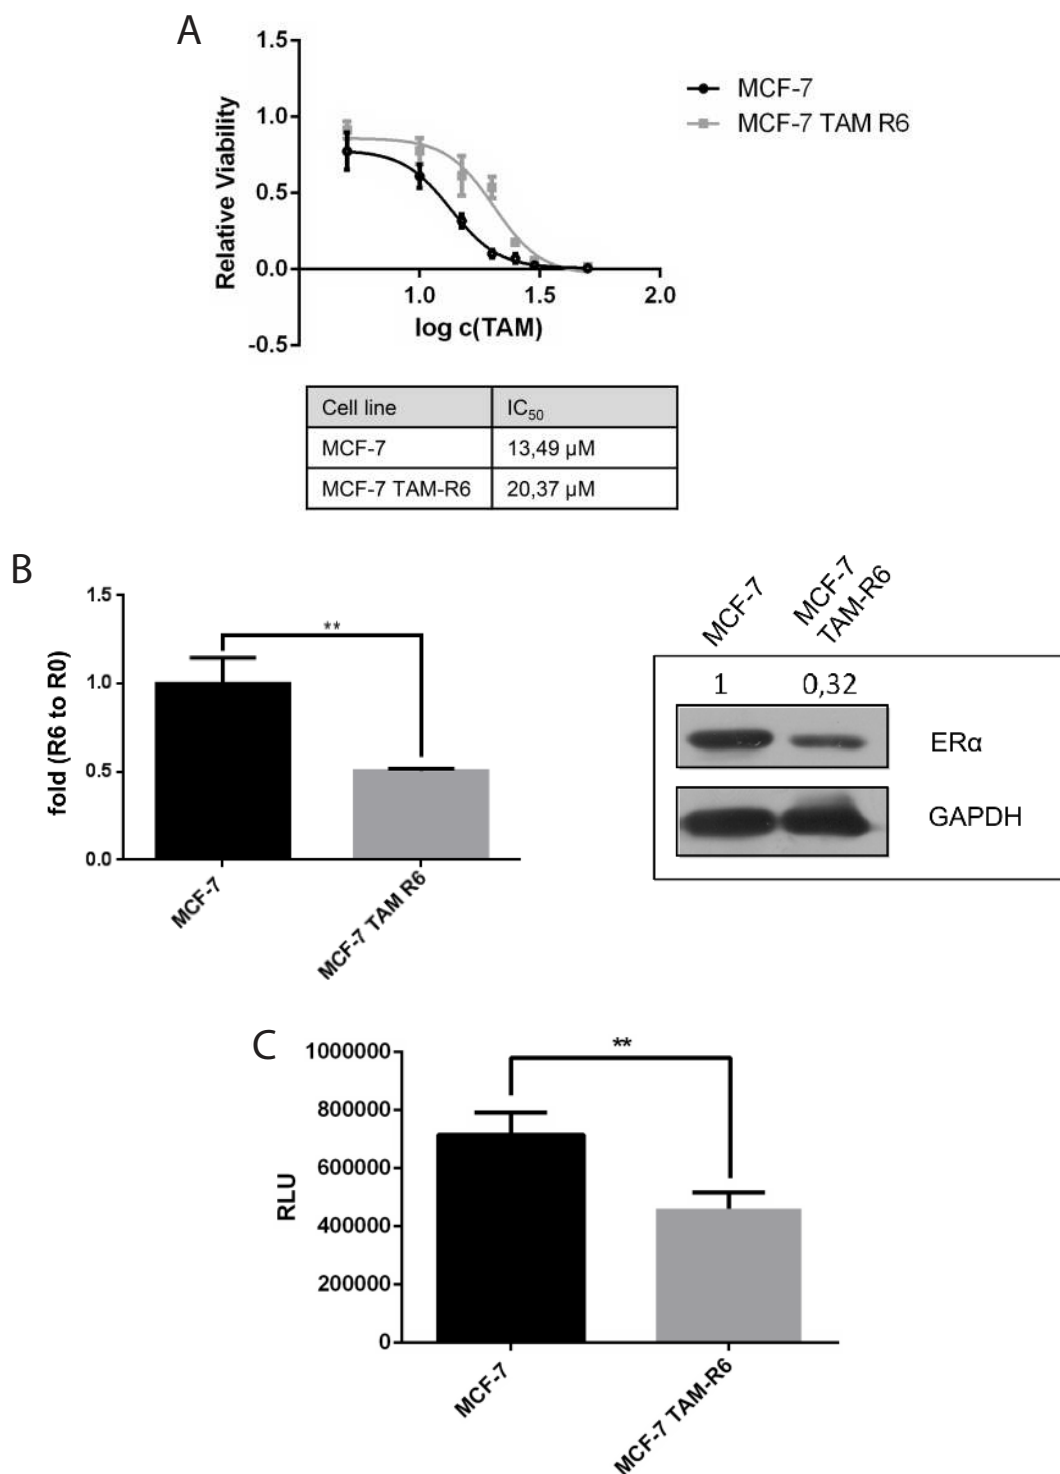 A
1.5
1.0
0.5
0.0
-0.5
Relative Viability
1.0
1.5
2.0
log c(TAM)
MCF-7
MCF-7 TAM R6
Cell line
IC50
MCF-7
13,49 µM
MCF-7 TAM-R6
20,37 µM
B
1.5
1.0
0.5
0.0
fold (R6 to R0)
**
MCF-7
MCF-7 TAM R6
MCF-7
MCF-7
TAM-R6
1
0,32
ERα
GAPDH
C
1000000
800000
600000
400000
200000
0
RLU
**
MCF-7
MCF-7 TAM-R6